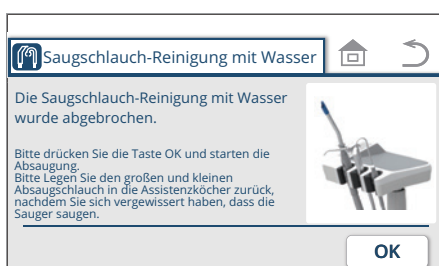 Saugschlauch-Reinigung mit Wasser
Die Saugschlauch-Reinigung mit Wasser
wurde abgebrochen.
Bitte drücken Sie die Taste OK und starten die
Absaugung.
Bitte Legen Sie den großen und kleinen
Absaugschlauch in die Assistenzköcher zurück,
nachdem Sie sich vergewissert haben, dass die
Sauger saugen.
OK